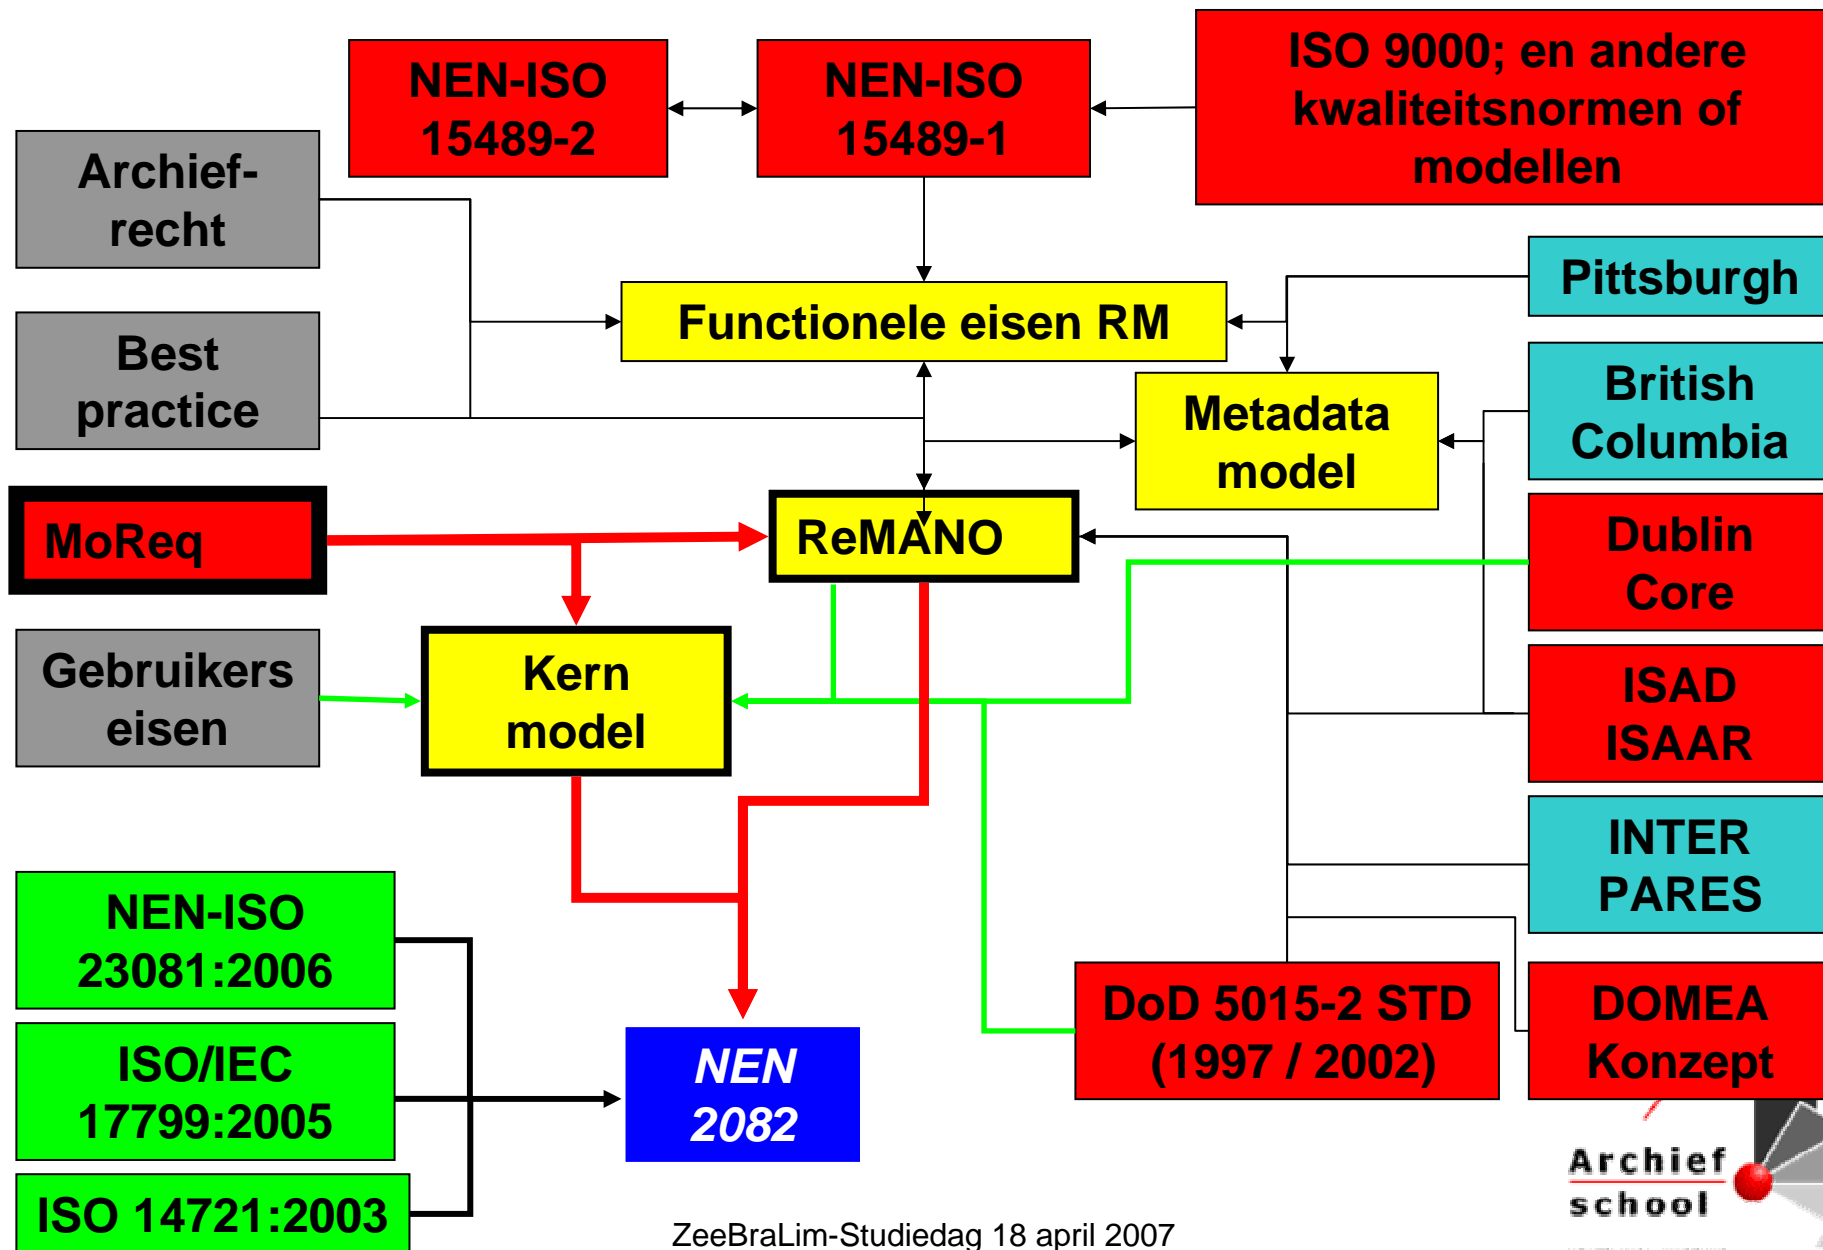 NEN-ISO
15489-2
NEN-ISO
15489-1
ISO 9000; en andere
kwaliteitsnormen of
modellen
Archief-
recht
Pittsburgh
Functionele eisen RM
Best
practice
British
Columbia
Metadata
model
MoReq
ReMANO
Dublin
Core
Gebruikers
eisen
Kern
model
ISAD
ISAAR
INTER
PARES
NEN-ISO
23081:2006
DoD 5015-2 STD
(1997 / 2002)
DOMEA
Konzept
ISO/IEC
17799:2005
NEN
2082
ISO 14721:2003
Archief
school
ZeeBraLim-Studiedag 18 april 2007